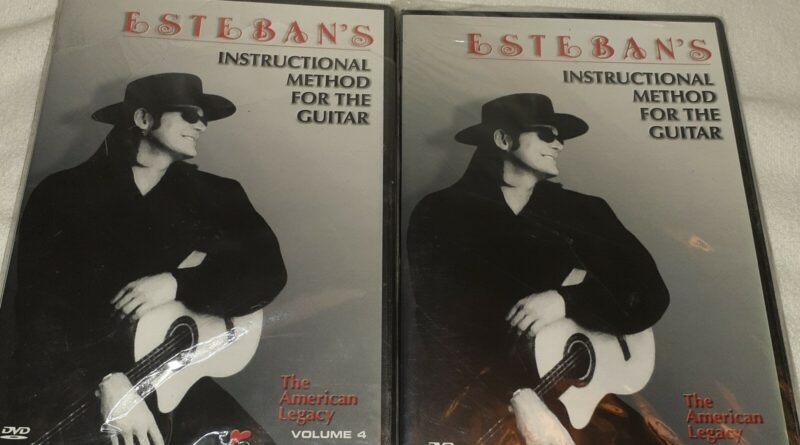 ESTEBAN'S
INSTRUCTIONAL
METHOD
FOR THE
GUITAR
The
American
Legacy
DVD
VOLUME 4
ESTEBAN'S
INSTRUCTIONAL
METHOD
FOR THE
GUITAR
The
American
Legacy